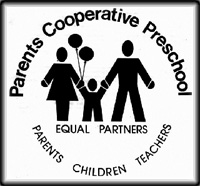 Parents Cooperative Preschool
EQUAL PARTNERS
PARENTS CHILDREN TEACHERS